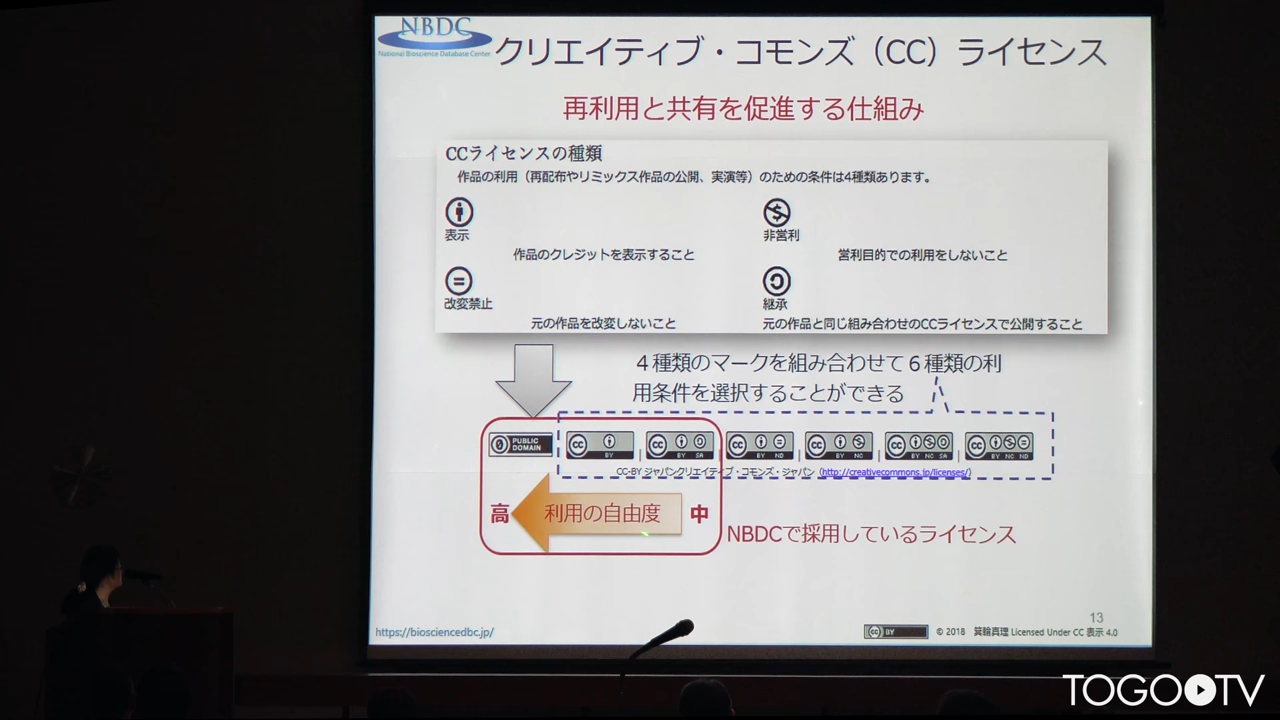 NBDC
National Bioscience Database Center
クリエイティブ・コモンズ（CC）ライセンス
再利用と共有を促進する仕組み
CCライセンスの種類
作品の利用（再配布やリミックス作品の公開、実演等）のための条件は4種類あります。
表示
作品のクレジットを表示すること
非営利
営利目的での利用をしないこと
改変禁止
元の作品を改変しないこと
継承
元の作品と同じ組み合わせのCCライセンスで公開すること
４種類のマークを組み合わせて６種類の利
用条件を選択することができる
PUBLIC
DOMAIN
CC BY
CC BY SA
CC BY ND
CC BY NC
CC BY NC SA
CC BY NC ND
CC-BY ジャパンクリエイティブ・コモンズ・ジャパン（http://creativecommons.jp/licenses/）
高 利用の自由度 中
NBDCで採用しているライセンス
13
https://biosciencedbc.jp/
CC BY © 2018 箕輪真理 Licensed Under CC 表示 4.0
TOGO TV